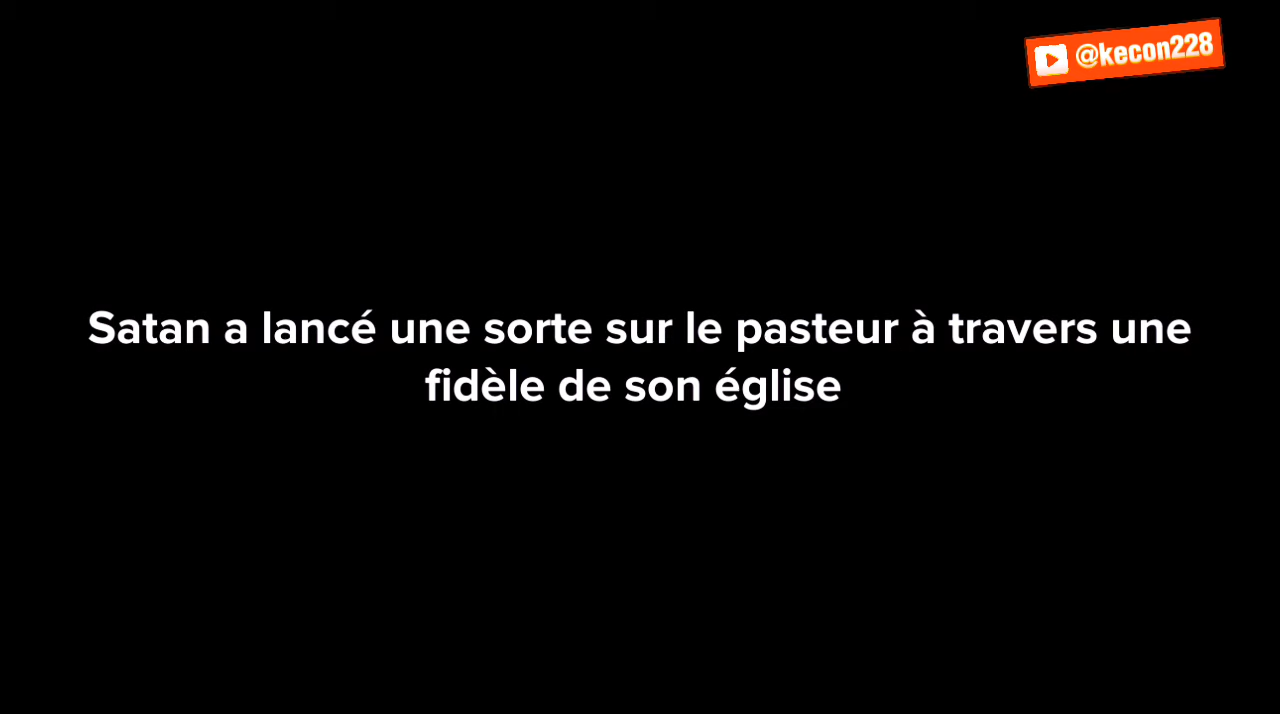 @kecon228
Satan a lancé une sorte sur le pasteur à travers une
fidèle de son église